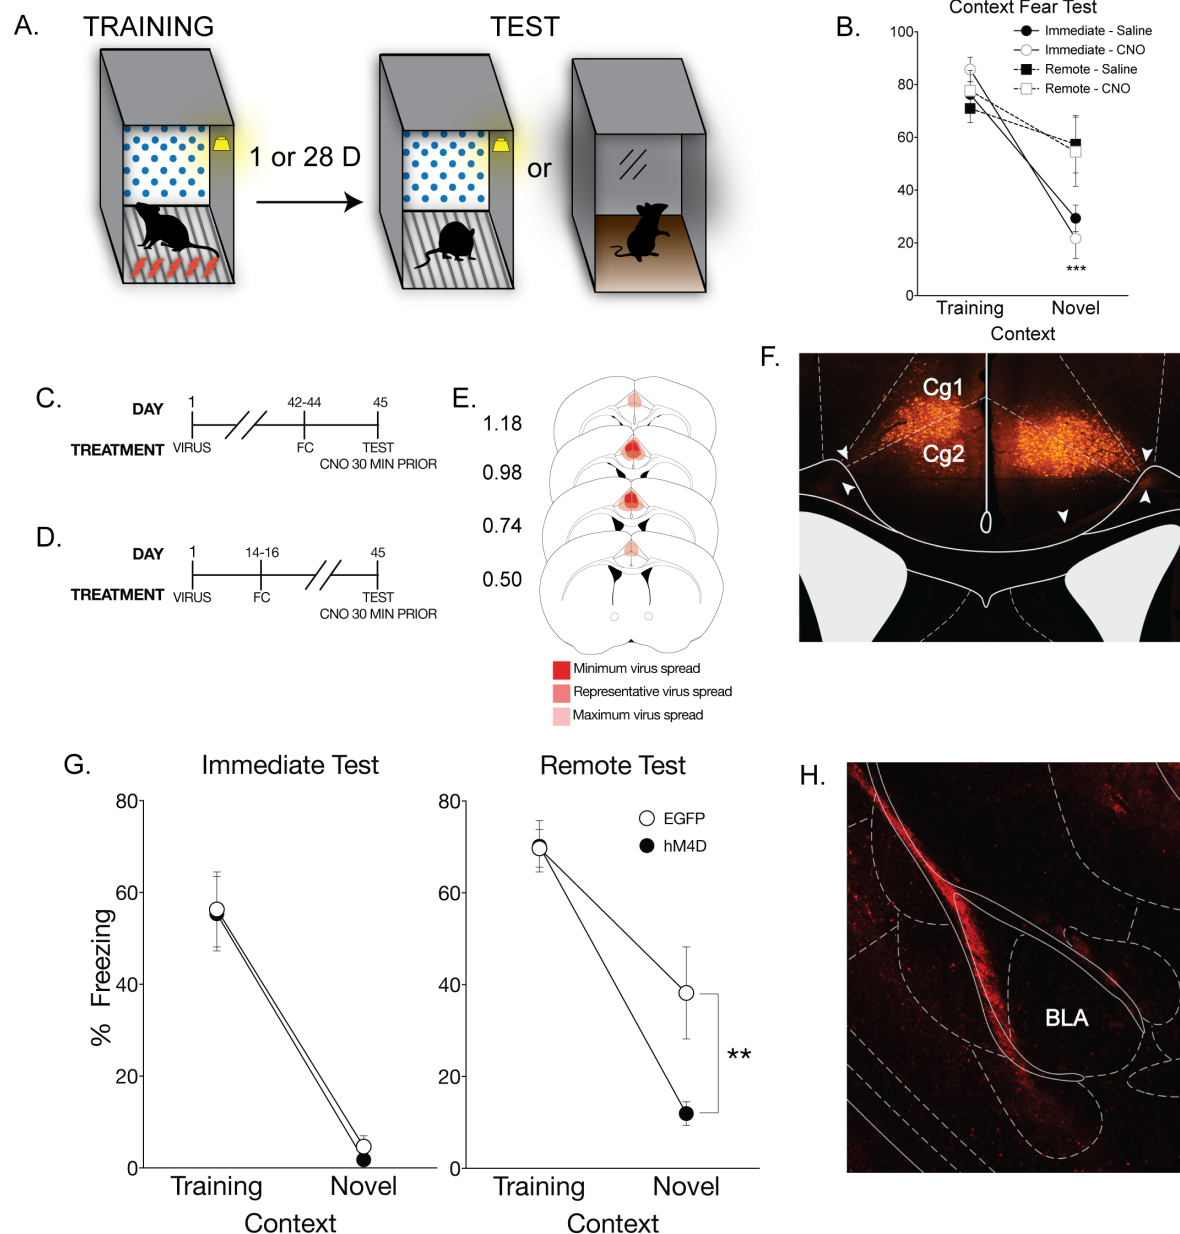 A.
TRAINING
TEST
1 or 28 D
or
B.
Context Fear Test
Immediate - Saline
Immediate - CNO
Remote - Saline
Remote - CNO
100
80
60
40
20
0
***
Training
Novel
Context
C.
DAY
1
42-44
45
TREATMENT
VIRUS
FC
TEST
CNO 30 MIN PRIOR
D.
DAY
1
14-16
45
TREATMENT
VIRUS
FC
TEST
CNO 30 MIN PRIOR
E.
1.18
0.98
0.74
0.50
Minimum virus spread
Representative virus spread
Maximum virus spread
F.
Cg1
Cg2
G.
Immediate Test
% Freezing
80
60
40
20
0
Training
Novel
Context
Remote Test
EGFP
hM4D
80
60
40
20
0
**
Training
Novel
Context
H.
BLA